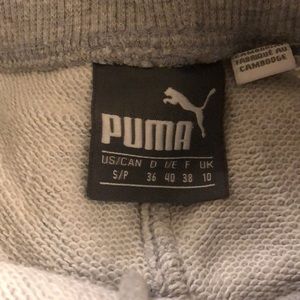 FABRIQUÉ AU
CAMBODGE
PUMA
US/CAN D I/E F UK
S/P 36 40 38 10